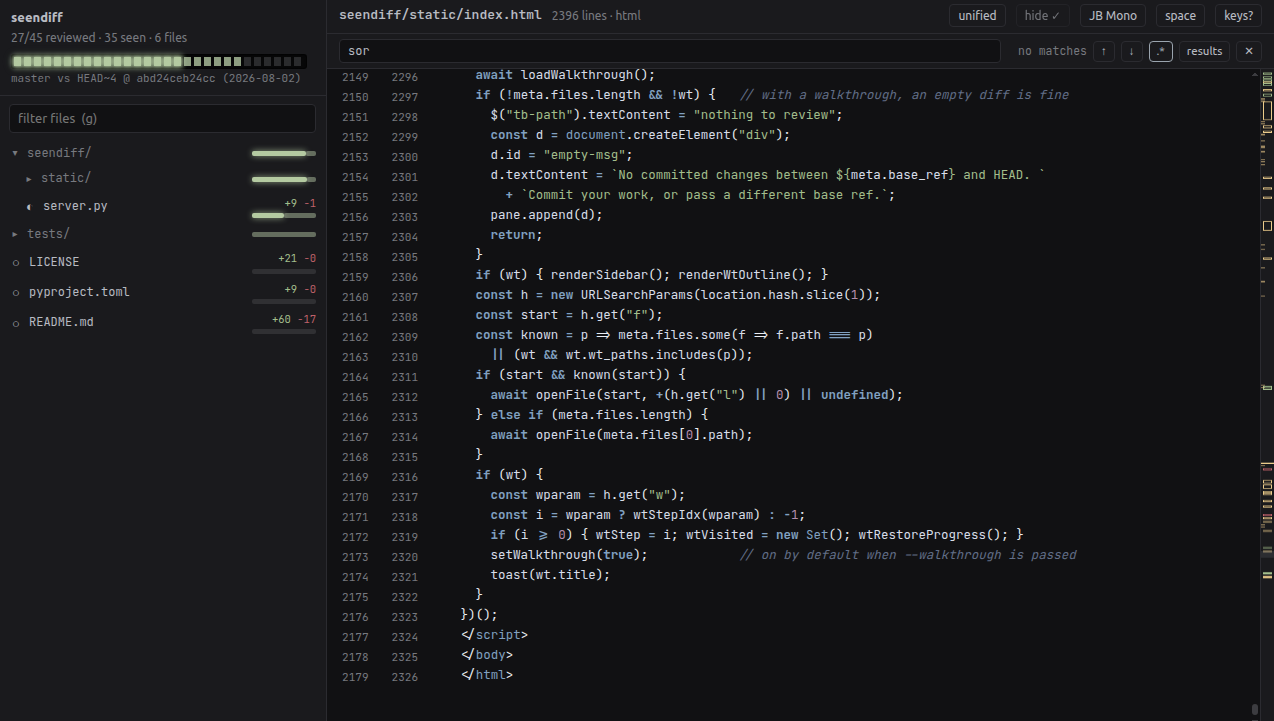 seendiff
27/45 reviewed · 35 seen · 6 files
master vs HEAD~4 @ abd24ceb24cc (2026-08-02)
filter files (g)
▾ seendiff/
▸ static/
◐ server.py +9 -1
▸ tests/
○ LICENSE +21 -0
○ pyproject.toml +9 -0
○ README.md +60 -17
seendiff/static/index.html 2396 lines · html unified hide ✓ JB Mono space keys?
sor no matches ↑ ↓ .* results ✕
2149 2296 await loadWalkthrough();
2150 2297 if (!meta.files.length && !wt) { // with a walkthrough, an empty diff is fine
2151 2298 $("tb-path").textContent = "nothing to review";
2152 2299 const d = document.createElement("div");
2153 2300 d.id = "empty-msg";
2154 2301 d.textContent = `No committed changes between ${meta.base_ref} and HEAD. `
2155 2302 + `Commit your work, or pass a different base ref.`;
2156 2303 pane.append(d);
2157 2304 return;
2158 2305 }
2159 2306 if (wt) { renderSidebar(); renderWtOutline(); }
2160 2307 const h = new URLSearchParams(location.hash.slice(1));
2161 2308 const start = h.get("f");
2162 2309 const known = p => meta.files.some(f => f.path === p)
2163 2310 || (wt && wt.wt_paths.includes(p));
2164 2311 if (start && known(start)) {
2165 2312 await openFile(start, +(h.get("l") || 0) || undefined);
2166 2313 } else if (meta.files.length) {
2167 2314 await openFile(meta.files[0].path);
2168 2315 }
2169 2316 if (wt) {
2170 2317 const wparam = h.get("w");
2171 2318 const i = wparam ? wtStepIdx(wparam) : -1;
2172 2319 if (i >= 0) { wtStep = i; wtVisited = new Set(); wtRestoreProgress(); }
2173 2320 setWalkthrough(true); // on by default when --walkthrough is passed
2174 2321 toast(wt.title);
2175 2322 }
2176 2323 })();
2177 2324 </script>
2178 2325 </body>
2179 2326 </html>